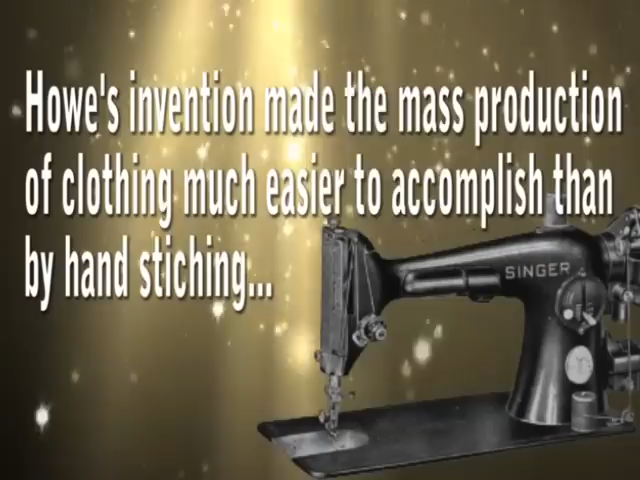 Howe's invention made the mass production
of clothing much easier to accomplish than
by hand stiching...
SINGER